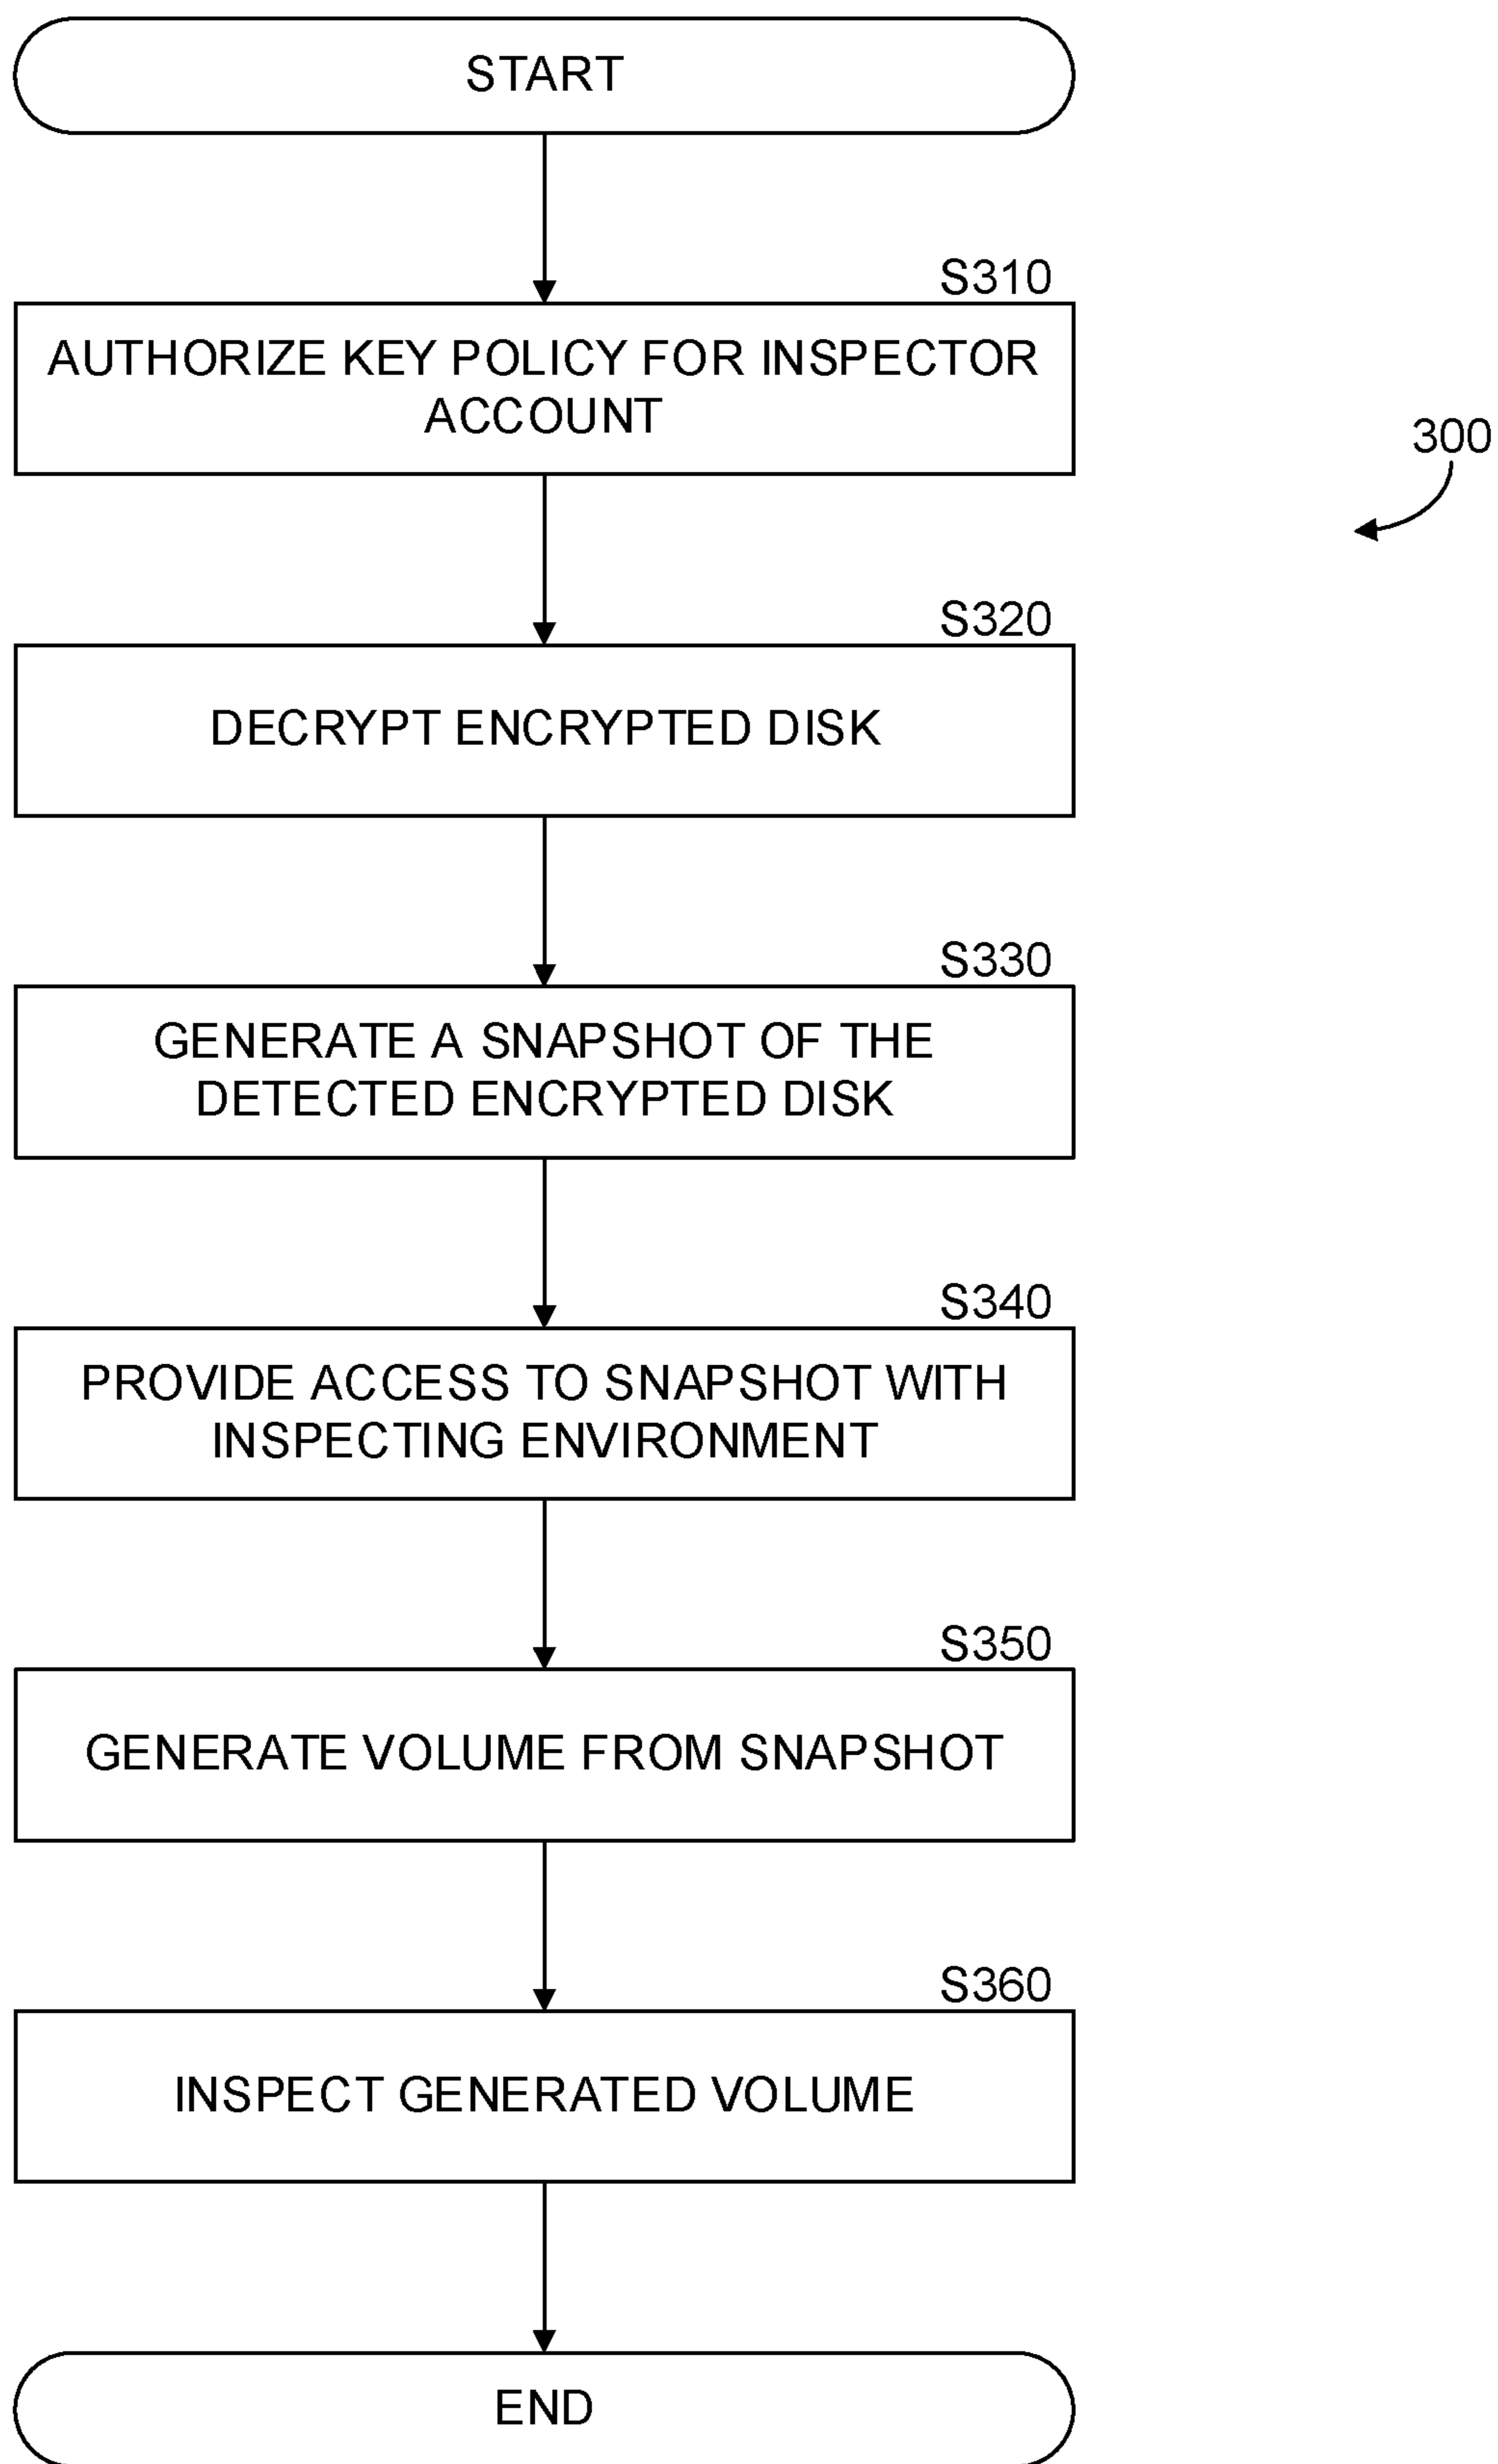 START
S310
AUTHORIZE KEY POLICY FOR INSPECTOR
ACCOUNT
300
S320
DECRYPT ENCRYPTED DISK
S330
GENERATE A SNAPSHOT OF THE
DETECTED ENCRYPTED DISK
S340
PROVIDE ACCESS TO SNAPSHOT WITH
INSPECTING ENVIRONMENT
S350
GENERATE VOLUME FROM SNAPSHOT
S360
INSPECT GENERATED VOLUME
END